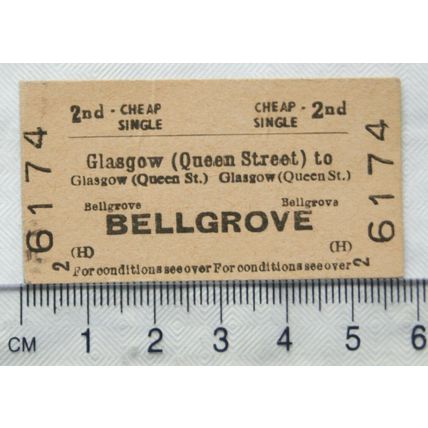 2nd - CHEAP SINGLE CHEAP - 2nd SINGLE
Glasgow (Queen Street) to
Glasgow (Queen St.) Glasgow (Queen St.)
Bellgrove Bellgrove
BELLGROVE
(H) (H)
For conditions see over For conditions see over
2 6174
2 6174
CM 1 2 3 4 5 6